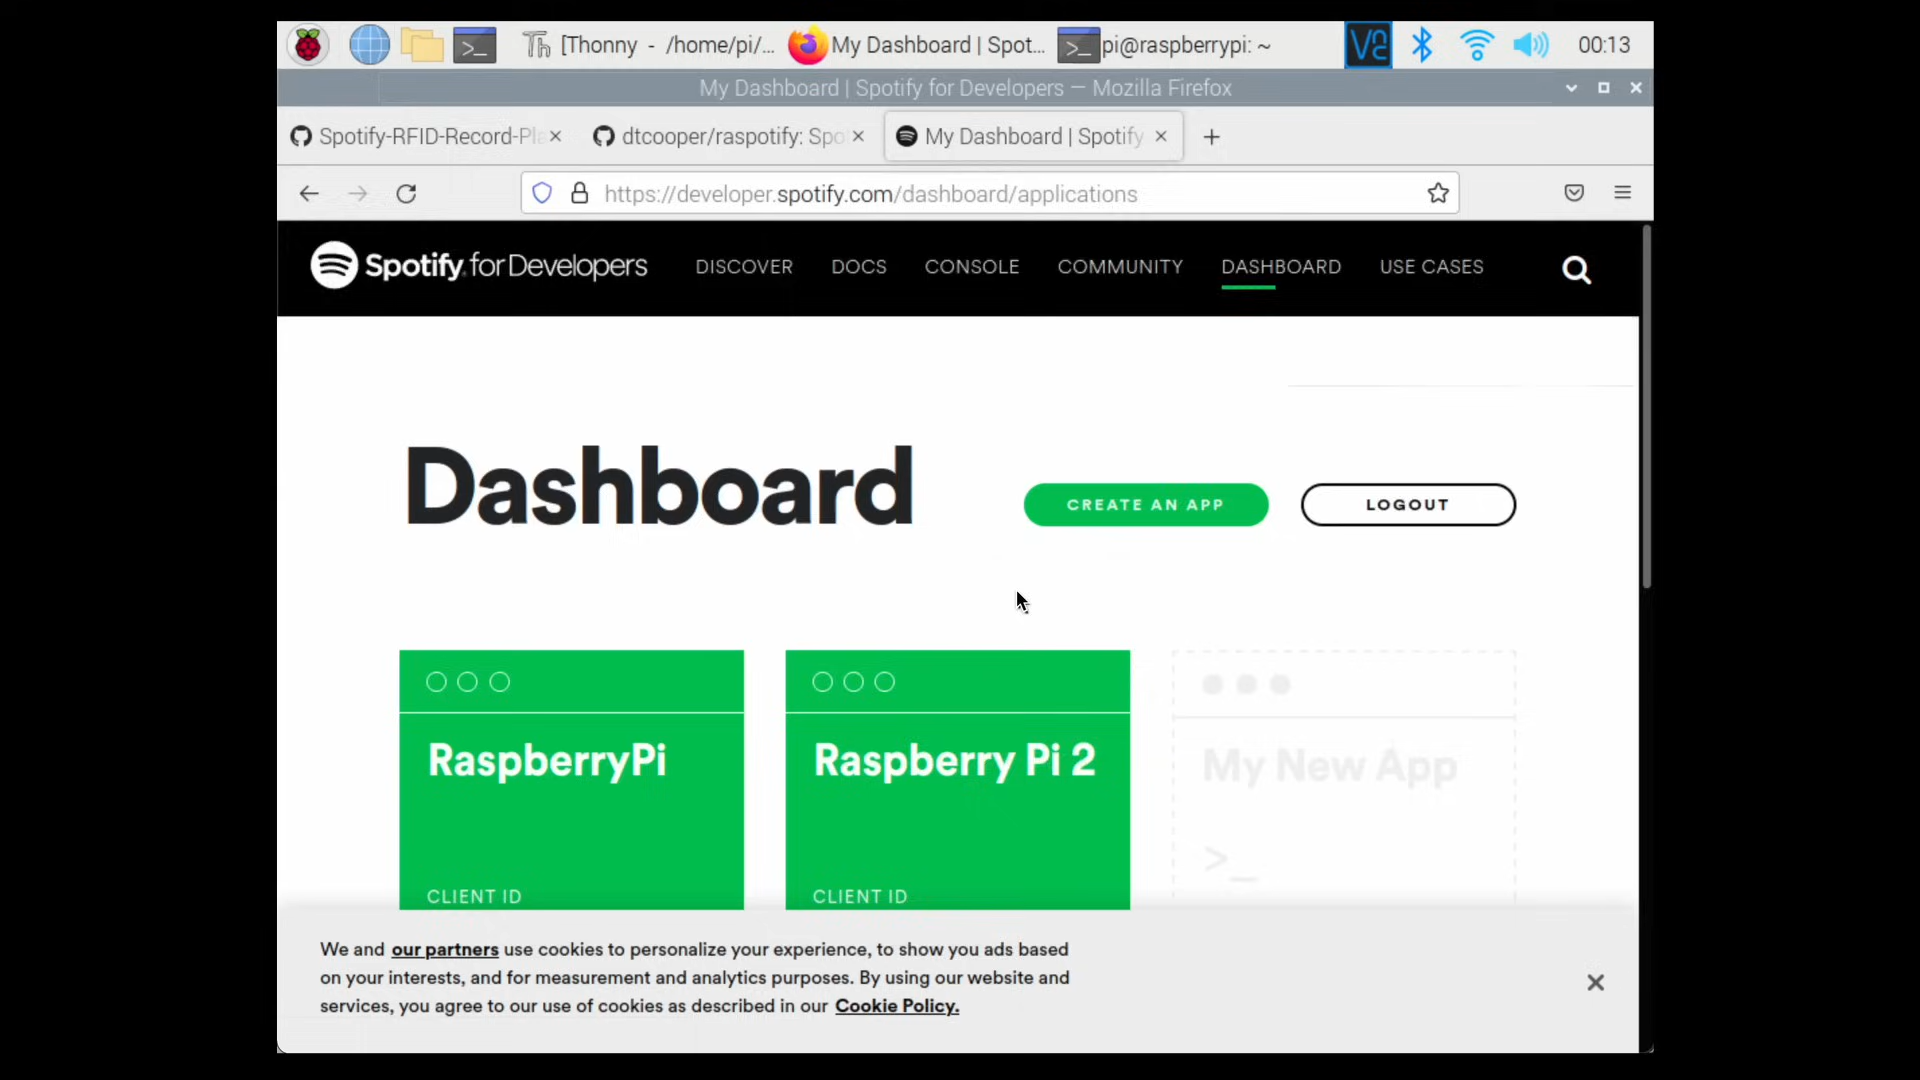 [Thonny - /home/pi/... My Dashboard | Spot... pi@raspberrypi: ~ 00:13
My Dashboard | Spotify for Developers — Mozilla Firefox
Spotify-RFID-Record-Pla dtcooper/raspotify: Spo My Dashboard | Spotify
https://developer.spotify.com/dashboard/applications
Spotify for Developers DISCOVER DOCS CONSOLE COMMUNITY DASHBOARD USE CASES
Dashboard CREATE AN APP LOGOUT
RaspberryPi Raspberry Pi 2 My New App
>_
CLIENT ID CLIENT ID
We and our partners use cookies to personalize your experience, to show you ads based
on your interests, and for measurement and analytics purposes. By using our website and
services, you agree to our use of cookies as described in our Cookie Policy.